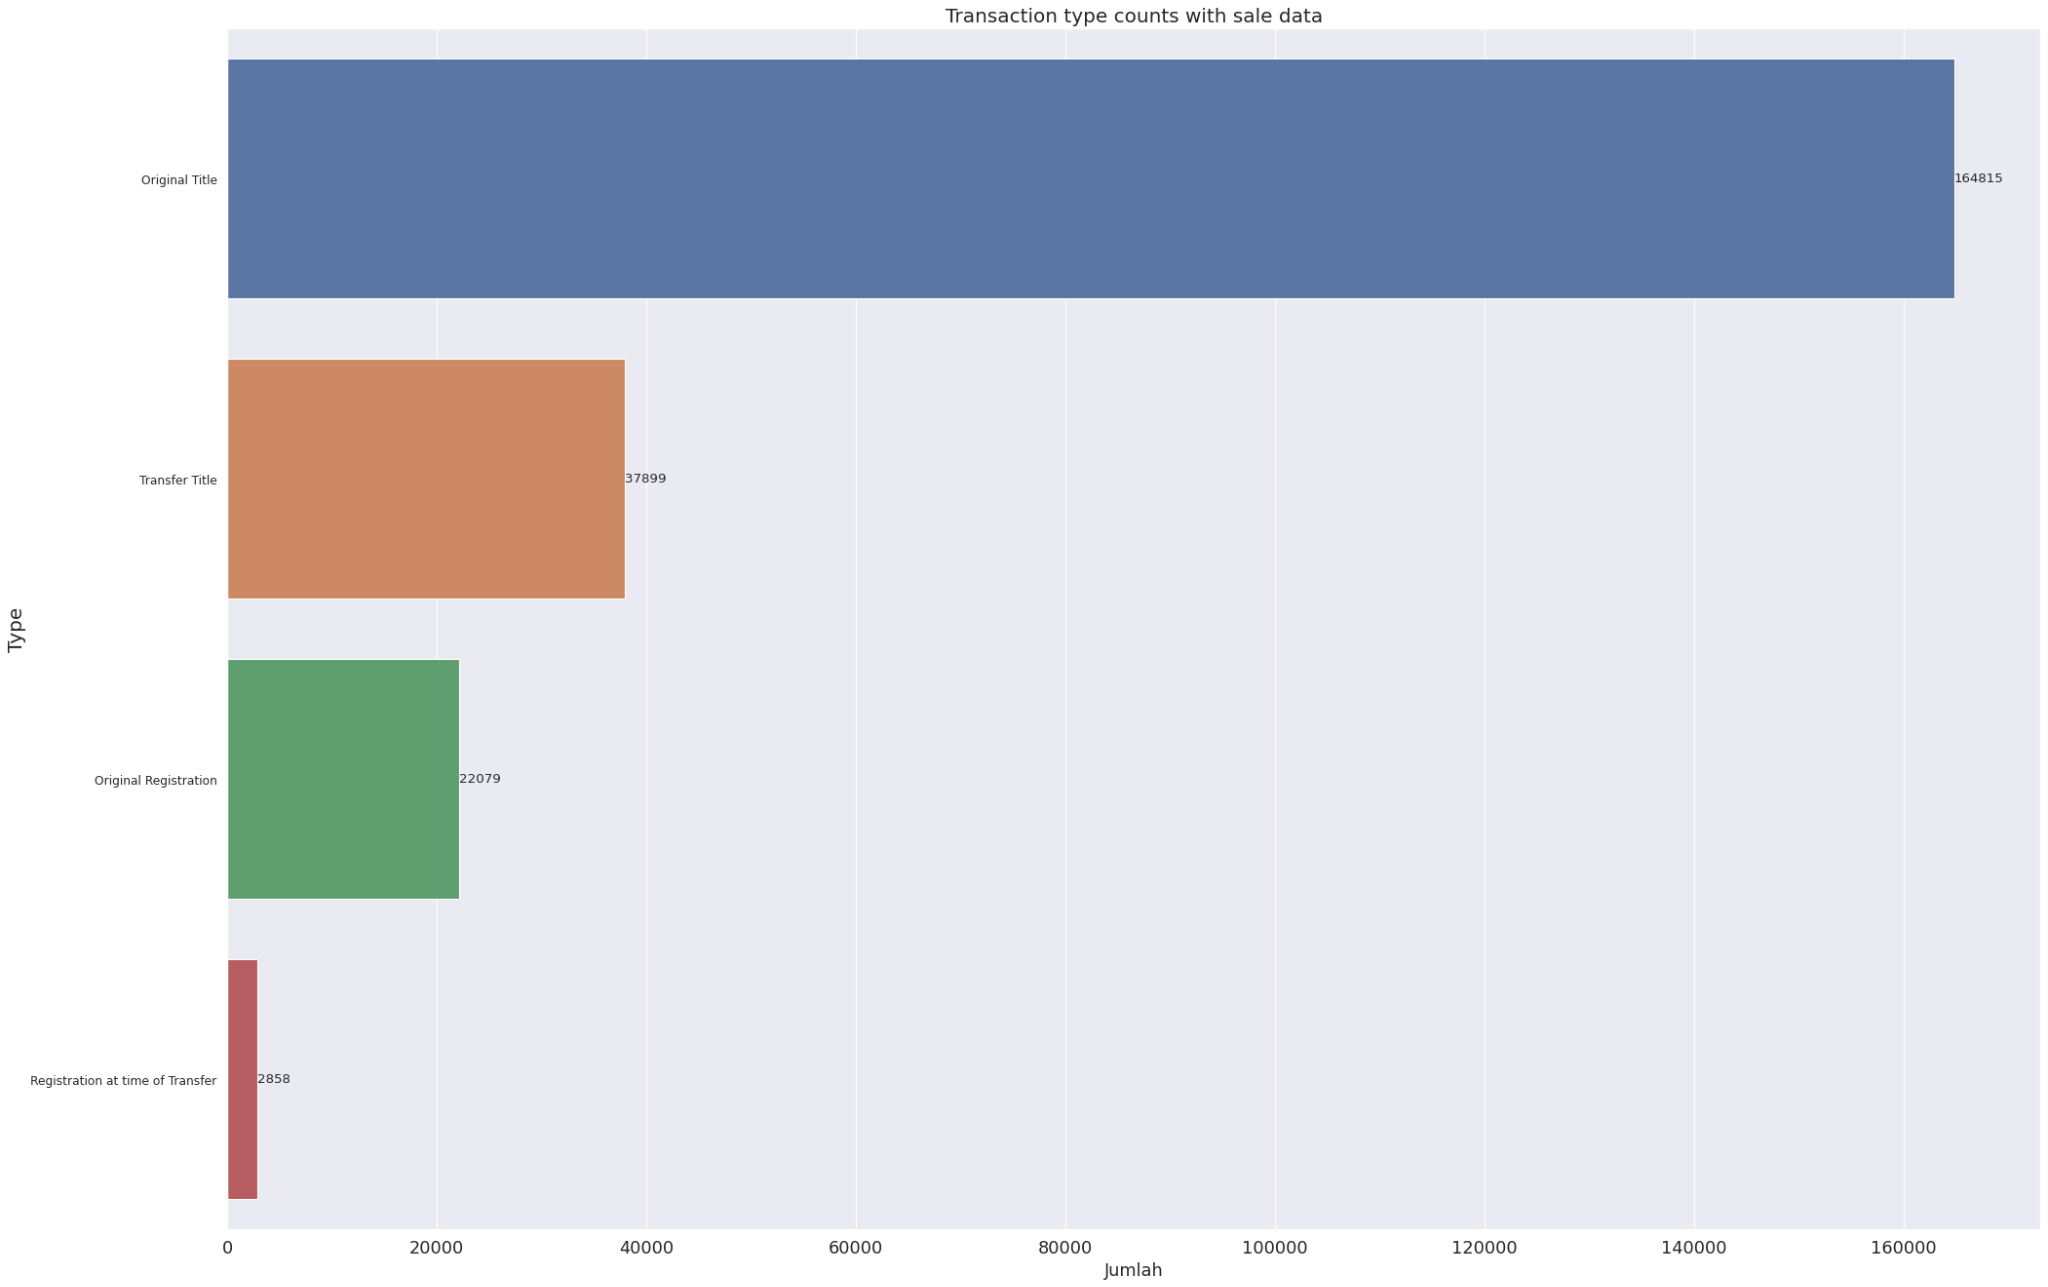 Transaction type counts with sale data
Original Title
164815
Transfer Title
37899
Type
Original Registration
22079
Registration at time of Transfer
2858
0 20000 40000 60000 80000 100000 120000 140000 160000
Jumlah